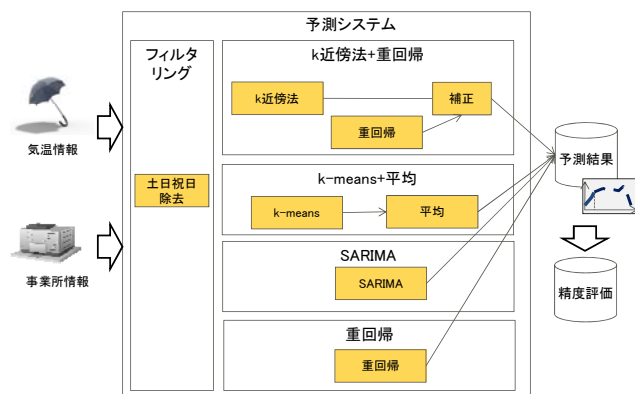 予測システム
フィルタ
リング
土日祝日
除去
k近傍法+重回帰
k近傍法
補正
重回帰
k-means+平均
k-means
平均
SARIMA
SARIMA
重回帰
重回帰
気温情報
事業所情報
予測結果
精度評価